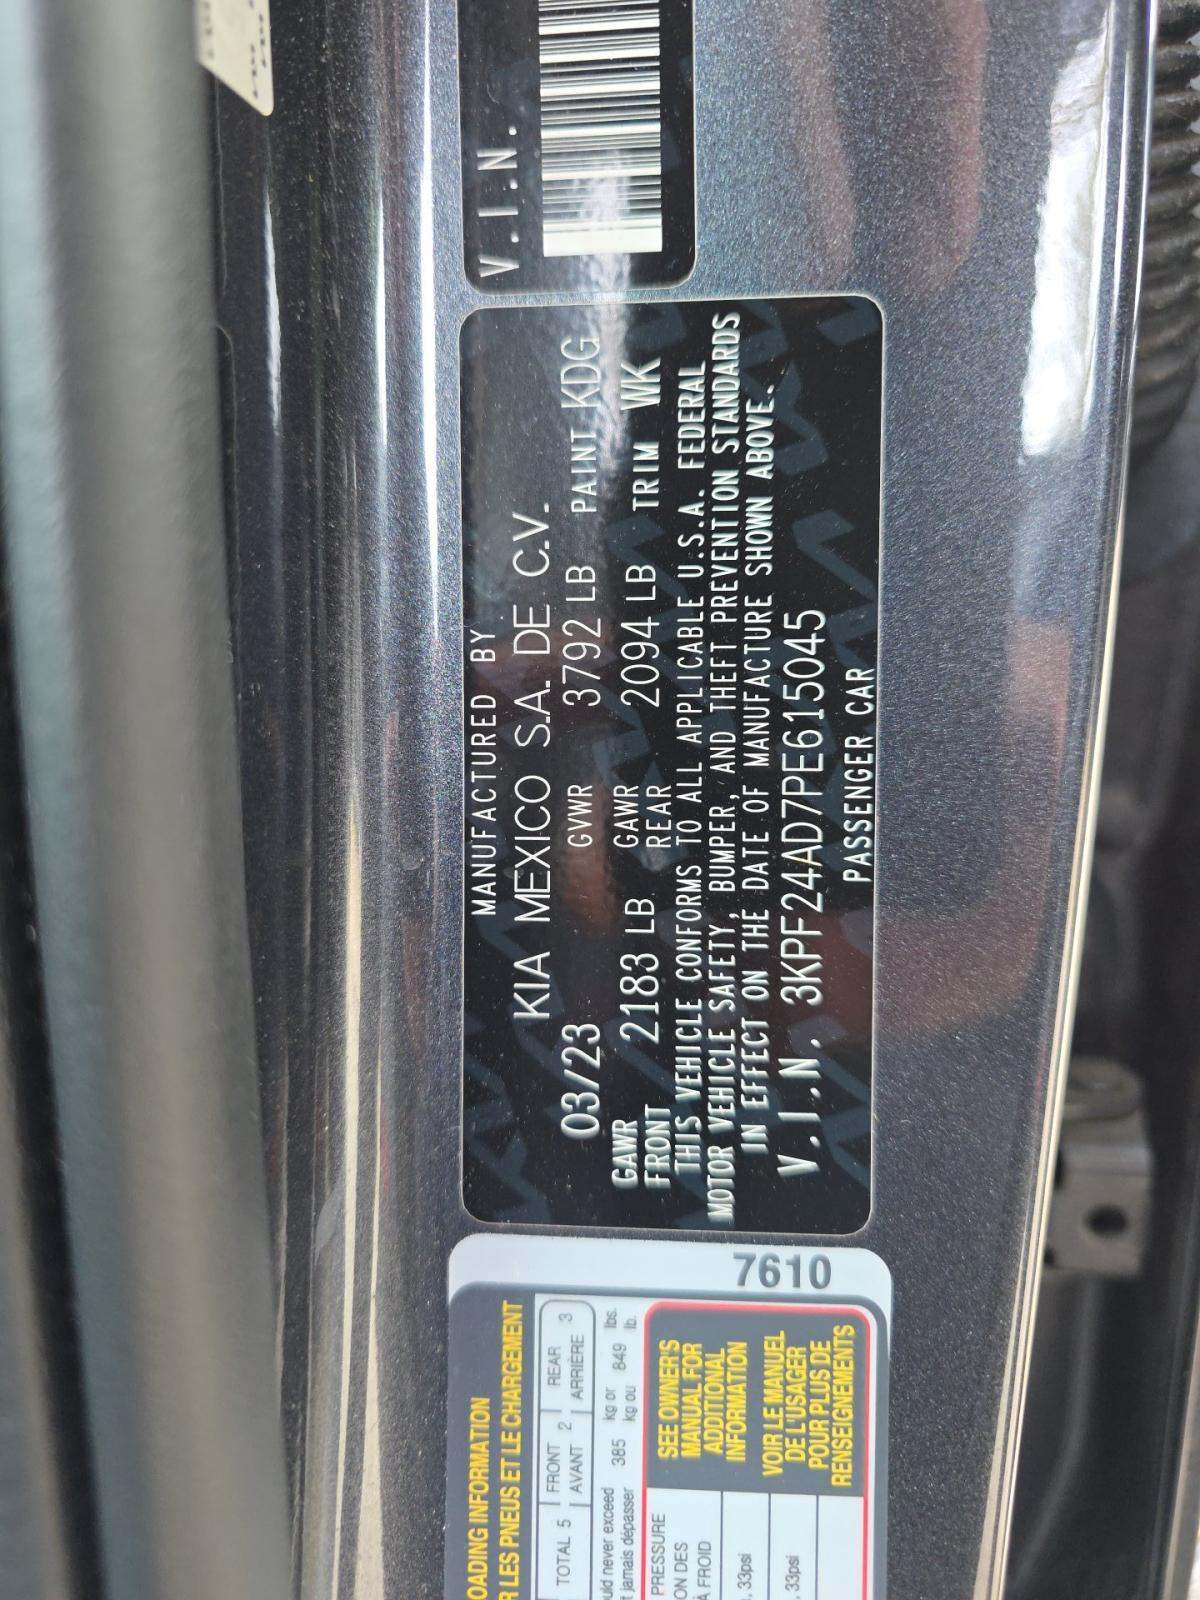 V.I.N.
MANUFACTURED BY
KIA MEXICO S.A. DE C.V.
03/23 GVWR 3792 LB PAINT KDG
GAWR FRONT 2183 LB GAWR REAR 2094 LB TRIM WK
THIS VEHICLE CONFORMS TO ALL APPLICABLE U.S.A. FEDERAL
MOTOR VEHICLE SAFETY, BUMPER, AND THEFT PREVENTION STANDARDS
IN EFFECT ON THE DATE OF MANUFACTURE SHOWN ABOVE.
V.I.N. 3KPF24AD7PE615045
PASSENGER CAR
7610
OADING INFORMATION
R LES PNEUS ET LE CHARGEMENT
TOTAL 5 FRONT 2 REAR 3
AVANT ARRIÈRE
uld never exceed 385 kg or 849 lbs.
t jamais dépasser kg ou lb.
PRESSURE
ON DES
À FROID
, 33psi
, 33psi
SEE OWNER'S
MANUAL FOR
ADDITIONAL
INFORMATION
VOIR LE MANUEL
DE L'USAGER
POUR PLUS DE
RENSEIGNEMENTS